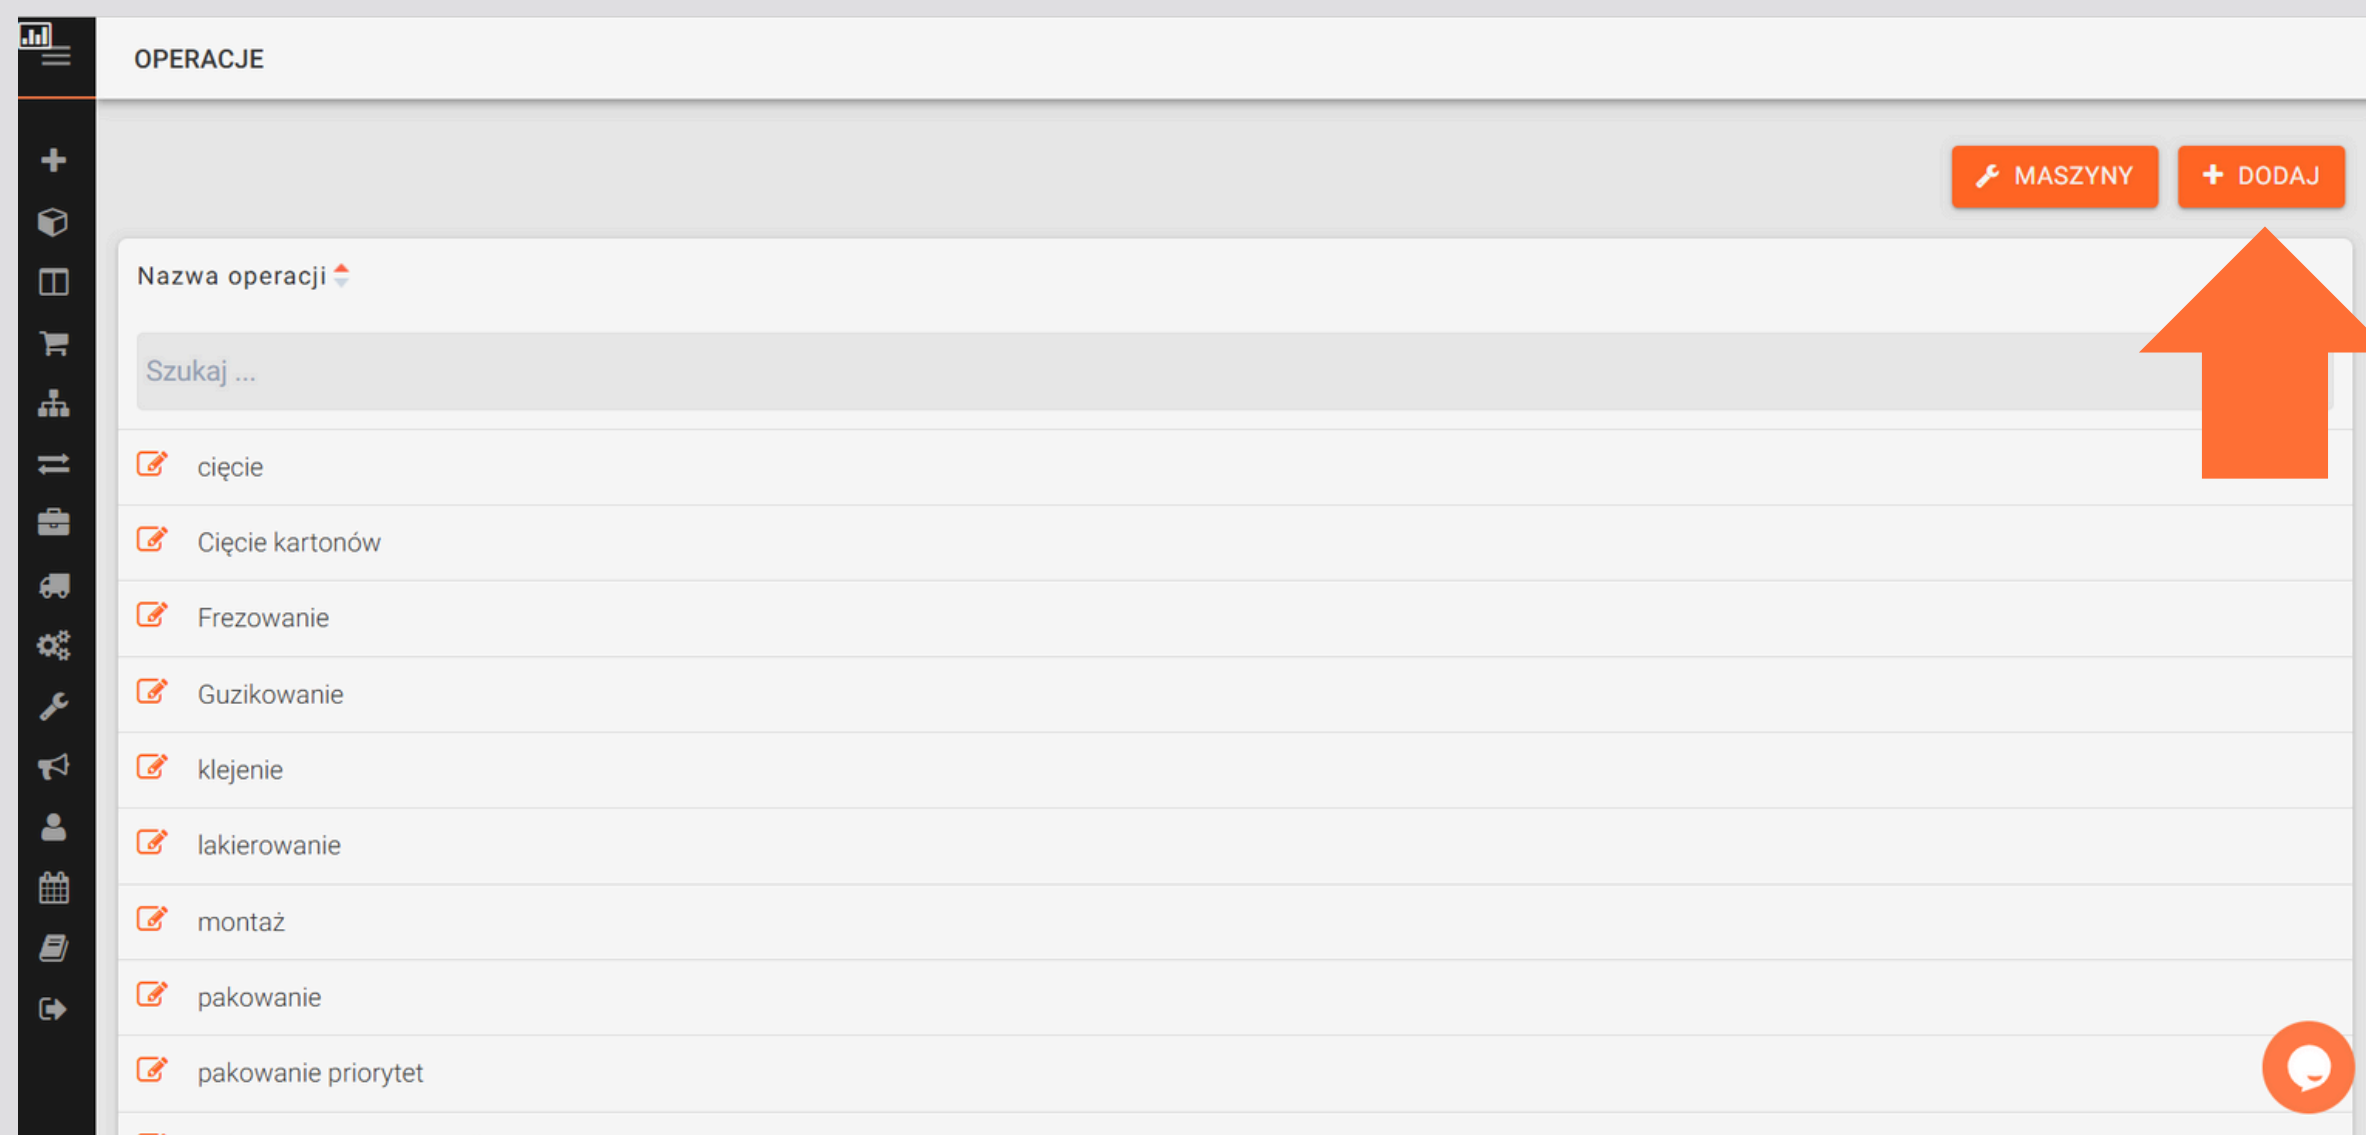 OPERACJE
MASZYNY
DODAJ
Nazwa operacji
Szukaj ...
cięcie
Cięcie kartonów
Frezowanie
Guzikowanie
klejenie
lakierowanie
montaż
pakowanie
pakowanie priorytet